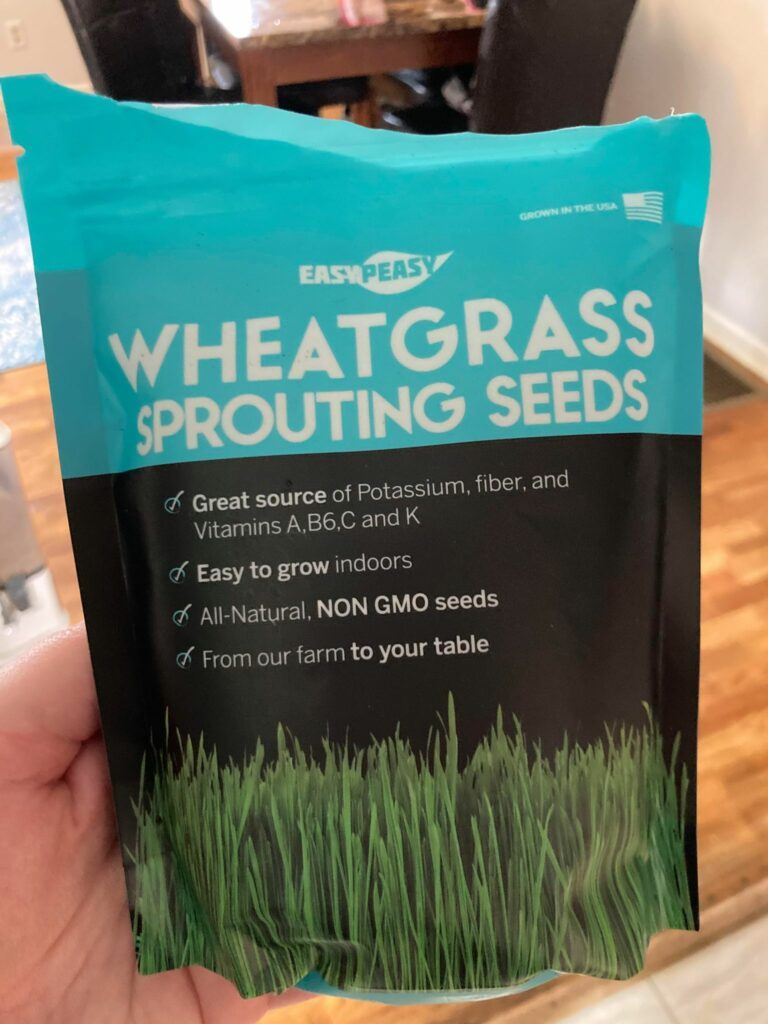 GROWN IN THE USA
EASYPEASY
WHEATGRASS
SPROUTING SEEDS
Great source of Potassium, fiber, and
Vitamins A,B6,C and K
Easy to grow indoors
All-Natural, NON GMO seeds
From our farm to your table